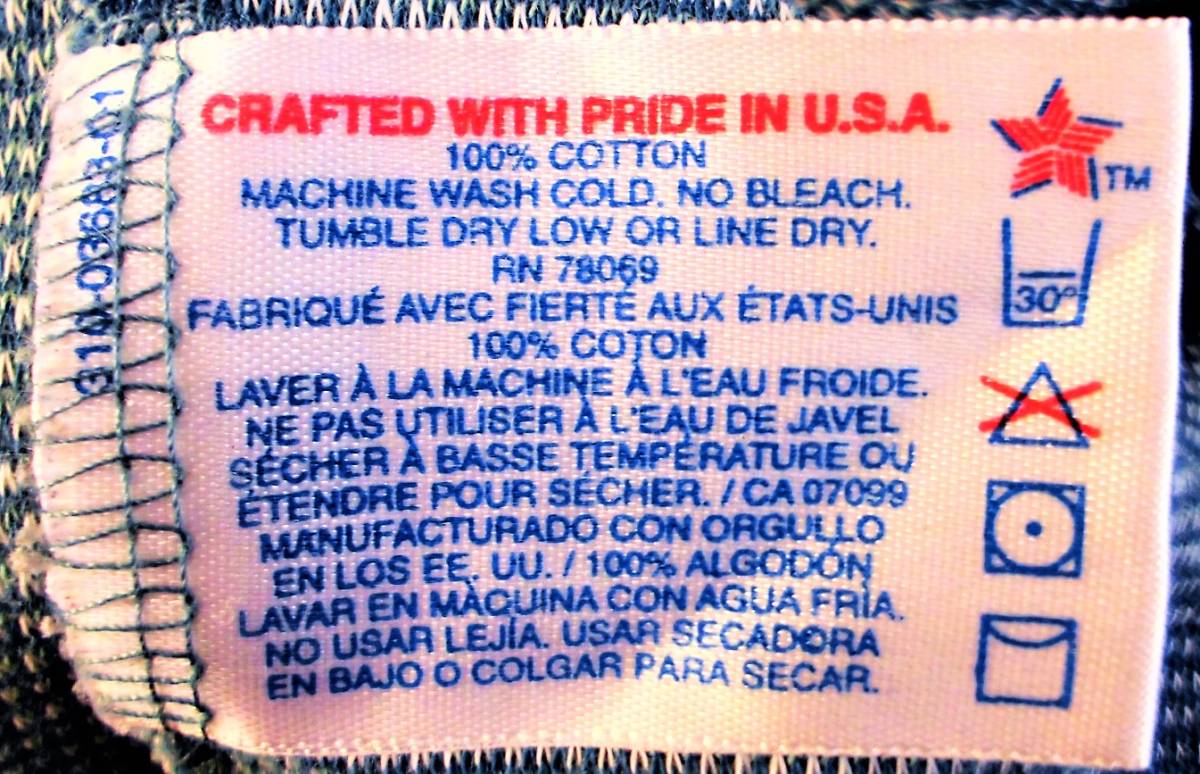 CRAFTED WITH PRIDE IN U.S.A.
100% COTTON
MACHINE WASH COLD. NO BLEACH.
TUMBLE DRY LOW OR LINE DRY.
RN 78069
FABRIQUÉ AVEC FIERTÉ AUX ÉTATS-UNIS
100% COTON
LAVER À LA MACHINE À L'EAU FROIDE.
NE PAS UTILISER À L'EAU DE JAVEL
SÉCHER À BASSE TEMPÉRATURE OU
ÉTENDRE POUR SÉCHER. / CA 07099
MANUFACTURADO CON ORGULLO
EN LOS EE. UU. / 100% ALGODÓN
LAVAR EN MÀQUINA CON AGUA FRÌA.
NO USAR LEJÍA. USAR SECADORA
EN BAJO O COLGAR PARA SECAR.
TM
30°